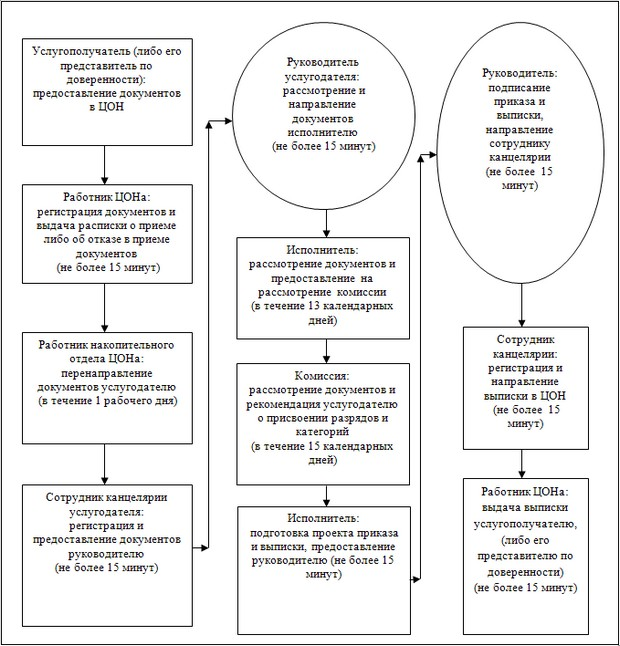 Услугополучатель (либо его
представитель по
доверенности):
предоставление документов
в ЦОН
Работник ЦОНа:
регистрация документов и
выдача расписки о приеме
либо об отказе в приеме
документов
(не более 15 минут)
Работник накопительного
отдела ЦОНа:
перенаправление
документов услугодателю
(в течение 1 рабочего дня)
Сотрудник канцелярии
услугодателя:
регистрация и
предоставление документов
руководителю
(не более 15 минут)
Руководитель
услугодателя:
рассмотрение и
направление
документов
исполнителю
(не более 15 минут)
Исполнитель:
рассмотрение документов и
предоставление на
рассмотрение комиссии
(в течение 13 календарных
дней)
Комиссия:
рассмотрение документов и
рекомендация услугодателю
о присвоении разрядов и
категорий
(в течение 15 календарных
дней)
Исполнитель:
подготовка проекта приказа
и выписки, предоставление
руководителю (не более 15
минут)
Руководитель:
подписание
приказа и
выписки,
направление
сотруднику
канцелярии
(не более 15
минут)
Сотрудник
канцелярии:
регистрация и
направление
выписки в ЦОН
(не более 15
минут)
Работник ЦОНа:
выдача выписки
услугополучателю,
(либо его
представителю по
доверенности)
(не более 15 минут)